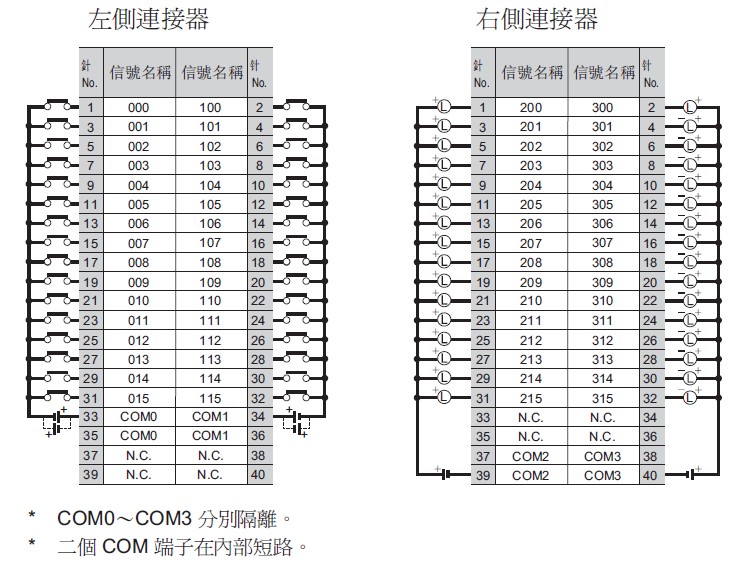 左側連接器 右側連接器
針 No. 信號名稱 信號名稱 針 No. 針 No. 信號名稱 信號名稱 針 No.
1 000 100 2 + L 1 200 300 2 L +
3 001 101 4 + L 3 201 301 4 − L +
5 002 102 6 + L 5 202 302 6 − L +
7 003 103 8 + L 7 203 303 8 − L +
9 004 104 10 + L 9 204 304 10 − L +
11 005 105 12 + L 11 205 305 12 − L +
13 006 106 14 + L 13 206 306 14 − L +
15 007 107 16 + L 15 207 307 16 − L +
17 008 108 18 + L 17 208 308 18 − L +
19 009 109 20 + L 19 209 309 20 − L +
21 010 110 22 + L 21 210 310 22 − L +
23 011 111 24 + L 23 211 311 24 − L +
25 012 112 26 + L 25 212 312 26 − L +
27 013 113 28 + L 27 213 313 28 − L +
29 014 114 30 + L 29 214 314 30 − L +
31 015 115 32 + L 31 215 315 32 − L +
+ 33 COM0 COM1 34 + 33 N.C. N.C. 34
+ 35 COM0 COM1 36 + 35 N.C. N.C. 36
37 N.C. N.C. 38 37 COM2 COM3 38
39 N.C. N.C. 40 + 39 COM2 COM3 40 +
* COM0～COM3 分別隔離。
* 二個 COM 端子在內部短路。